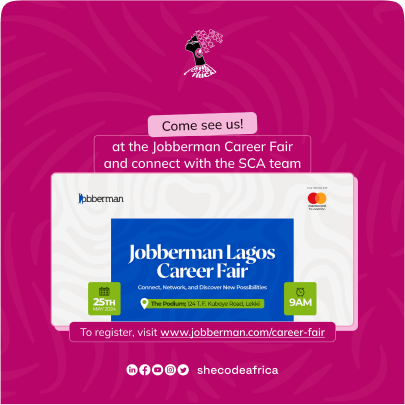 Come see us!
at the Jobberman Career Fair
and connect with the SCA team
Jobberman
mastercard
foundation
Jobberman Lagos
Career Fair
Connect, Network, and Discover New Possibilities
The Podium; 124 T. F. Kuboye Road, Lekki
25TH
MAY 2024
9AM
To register, visit www.jobberman.com/career-fair
shecodeafrica